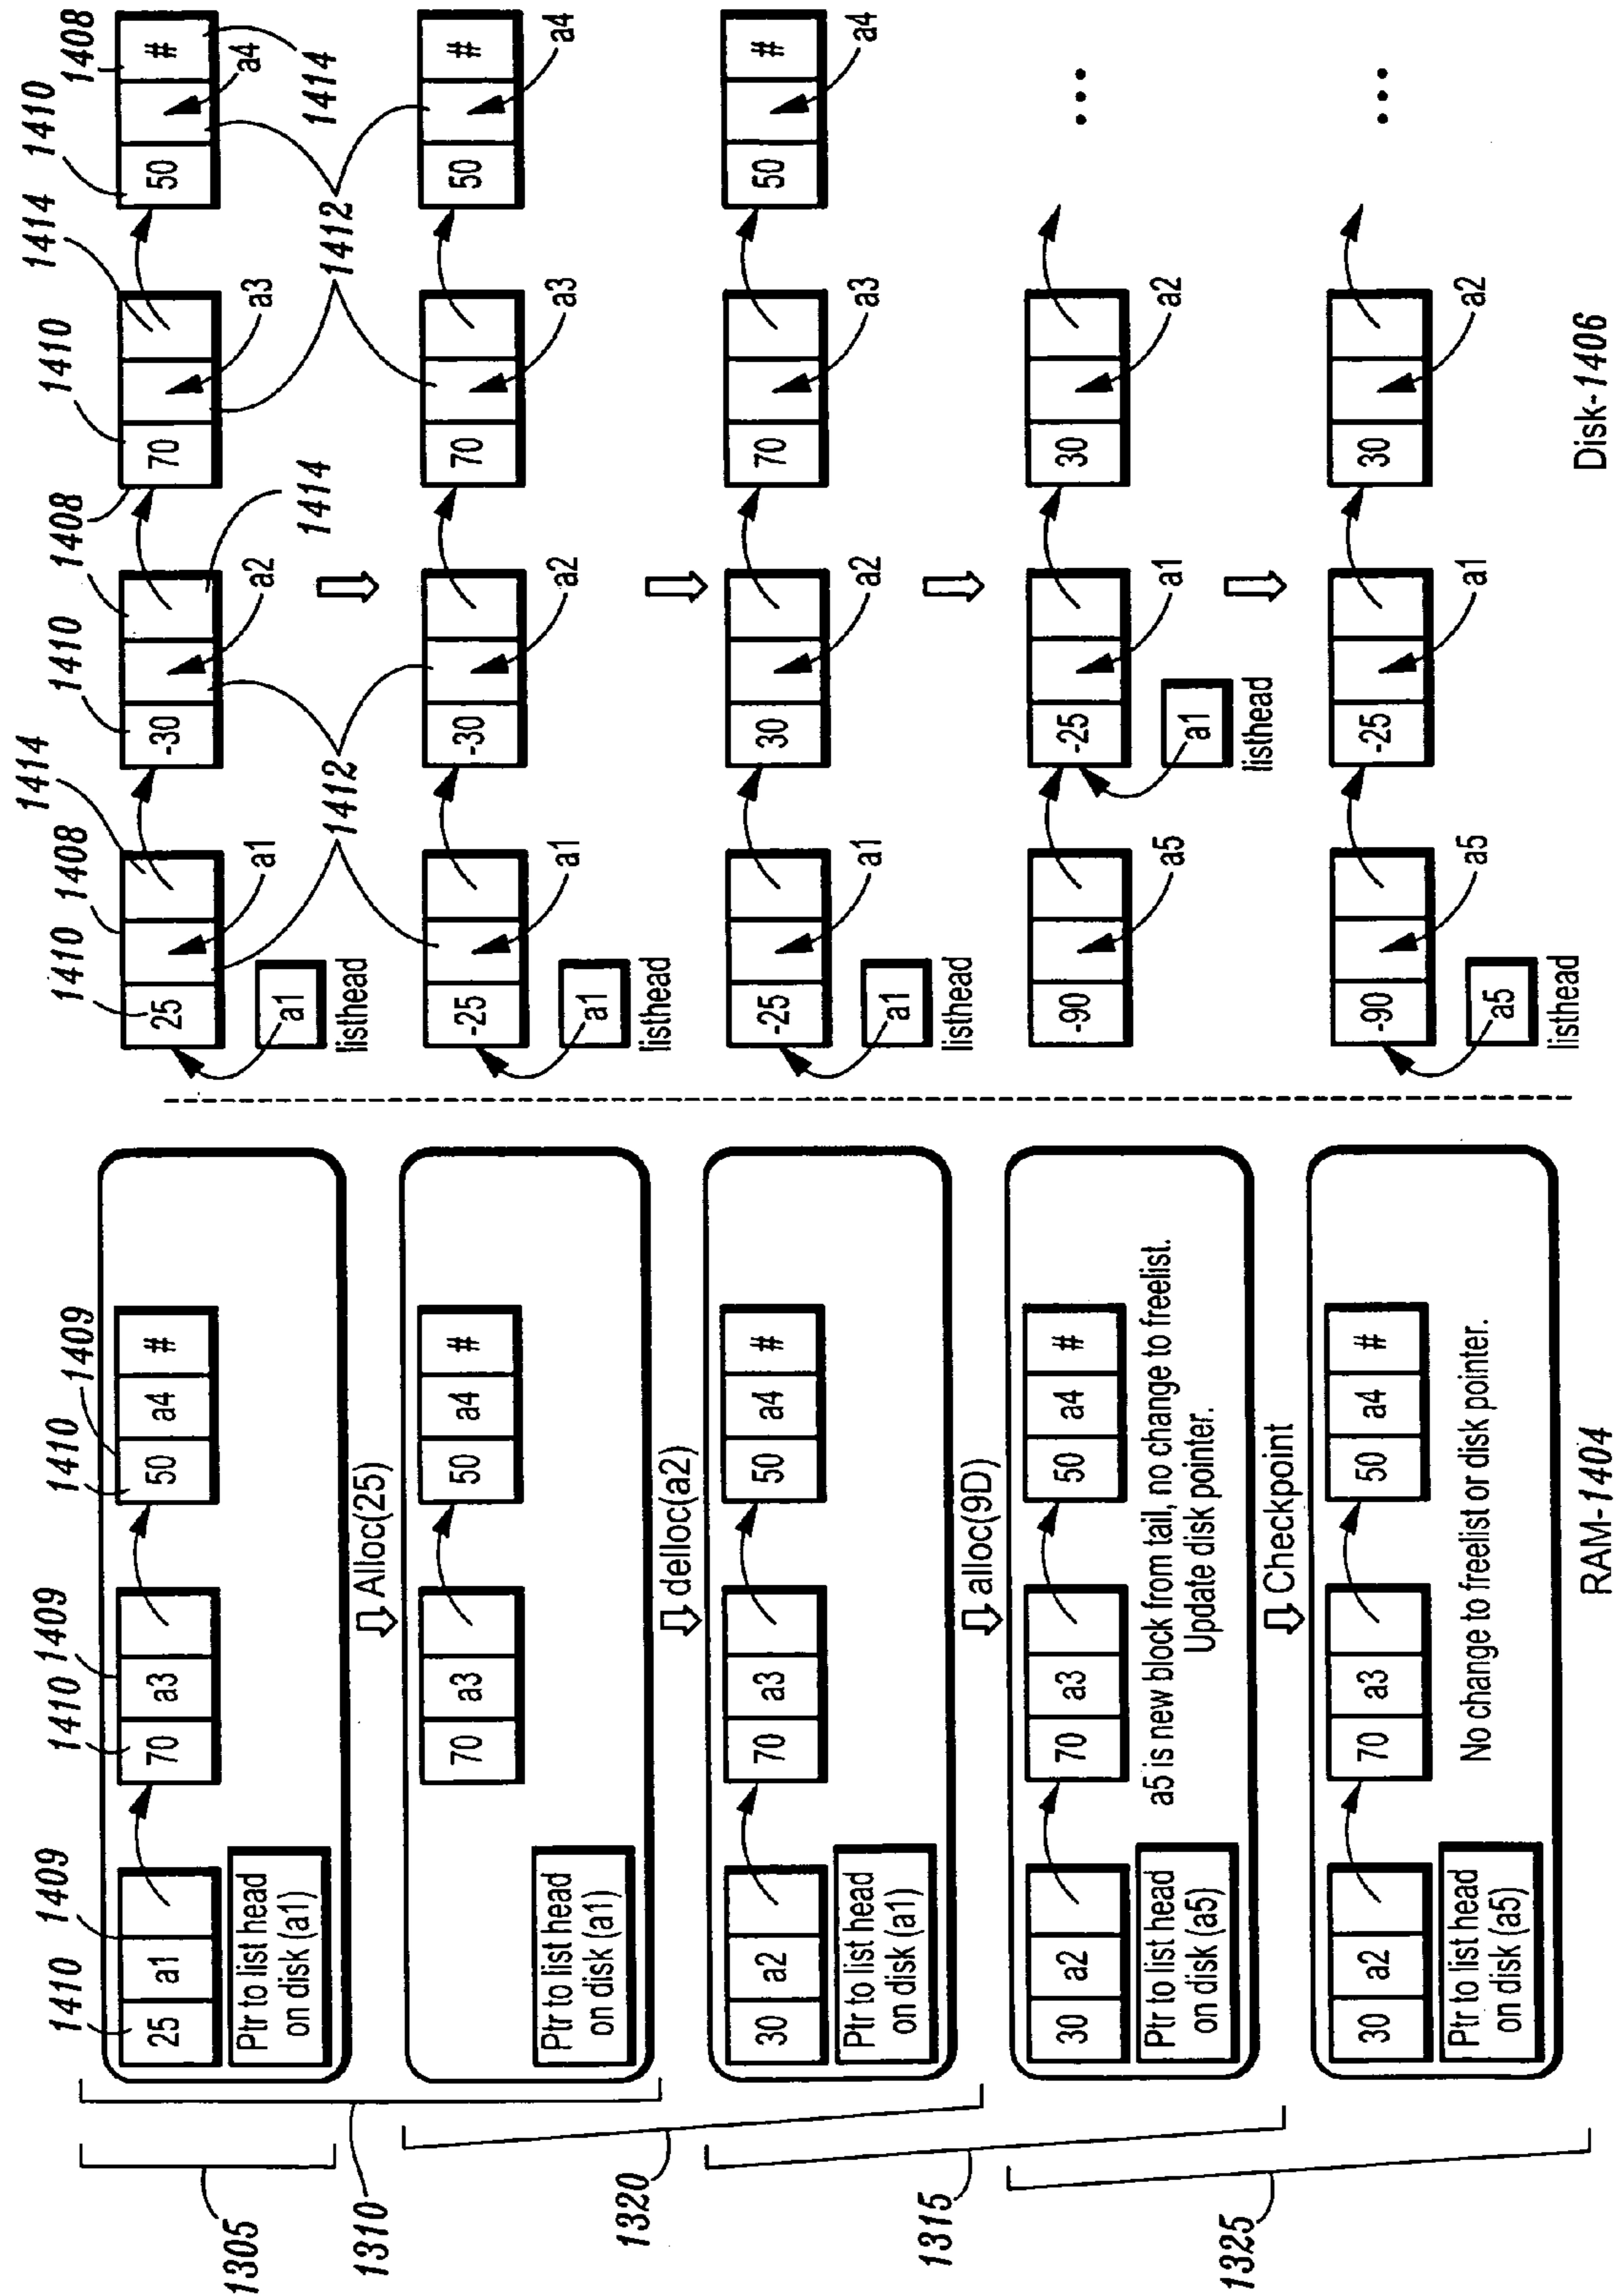 1410 1409 1410 1409 1410 1409
25 a1 70 a3 50 a4 #
Ptr to list head
on disk (a1)
1305
Alloc(25)
1310
70 a3 50 a4 #
Ptr to list head
on disk (a1)
delloc(a2)
1320
30 a2 70 a3 50 a4 #
Ptr to list head
on disk (a1)
alloc(9D)
1315
30 a2 70 a3 50 a4 #
a5 is new block from tail, no change to freelist.
Update disk pointer.
Ptr to list head
on disk (a5)
Checkpoint
1325
30 a2 70 a3 50 a4 #
No change to freelist or disk pointer.
Ptr to list head
on disk (a5)
RAM-1404
1410 1408 1414 1410 1408 1410 1414 1410 1408
25 -30 70 50 #
a1 a2 a3 a4
a1
listhead
1414 1414
1412 1412
-25 -30 70 50 #
a1 a2 a3 a4
a1
listhead
-25 30 70 50 #
a1 a2 a3 a4
a1
listhead
-90 -25 30 ...
a5 a1 a2
a1
listhead
-90 -25 30 ...
a5 a1 a2
a5
listhead
Disk-1406